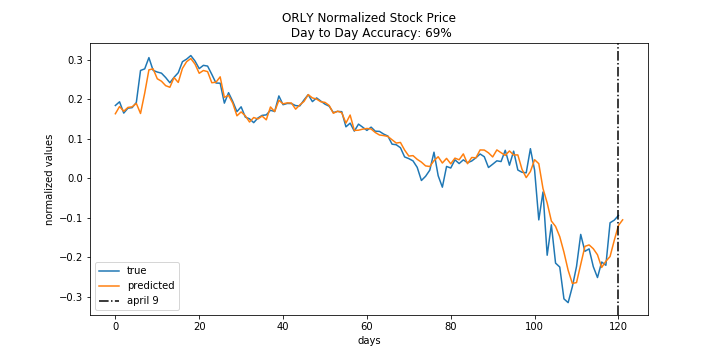 ORLY Normalized Stock Price
Day to Day Accuracy: 69%
normalized values
0.3
0.2
0.1
0.0
−0.1
−0.2
−0.3
true
predicted
april 9
0 20 40 60 80 100 120
days